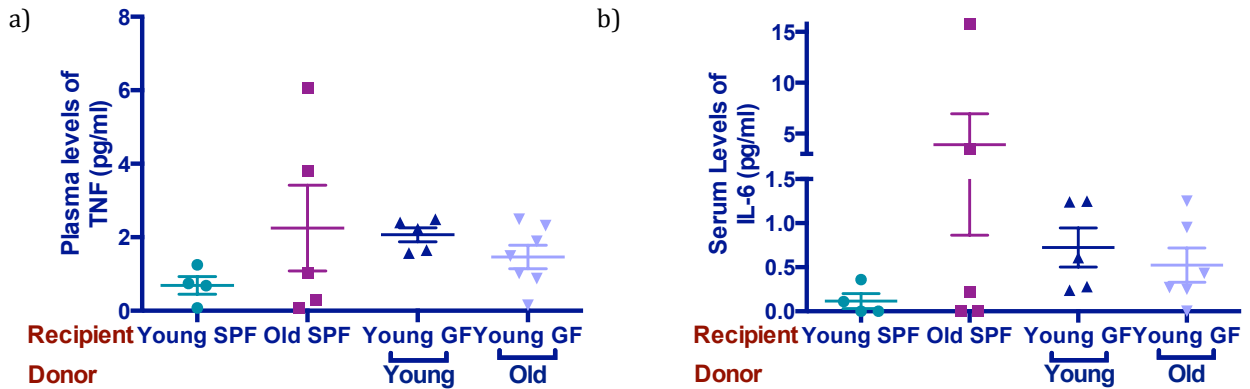 a)
Plasma levels of
TNF (pg/ml)
8
6
4
2
0
Recipient Young SPF Old SPF Young GF Young GF
Donor Young Old
b)
Serum Levels of
IL-6 (pg/ml)
15
10
5
1.5
1.0
0.5
0.0
Recipient Young SPF Old SPF Young GF Young GF
Donor Young Old